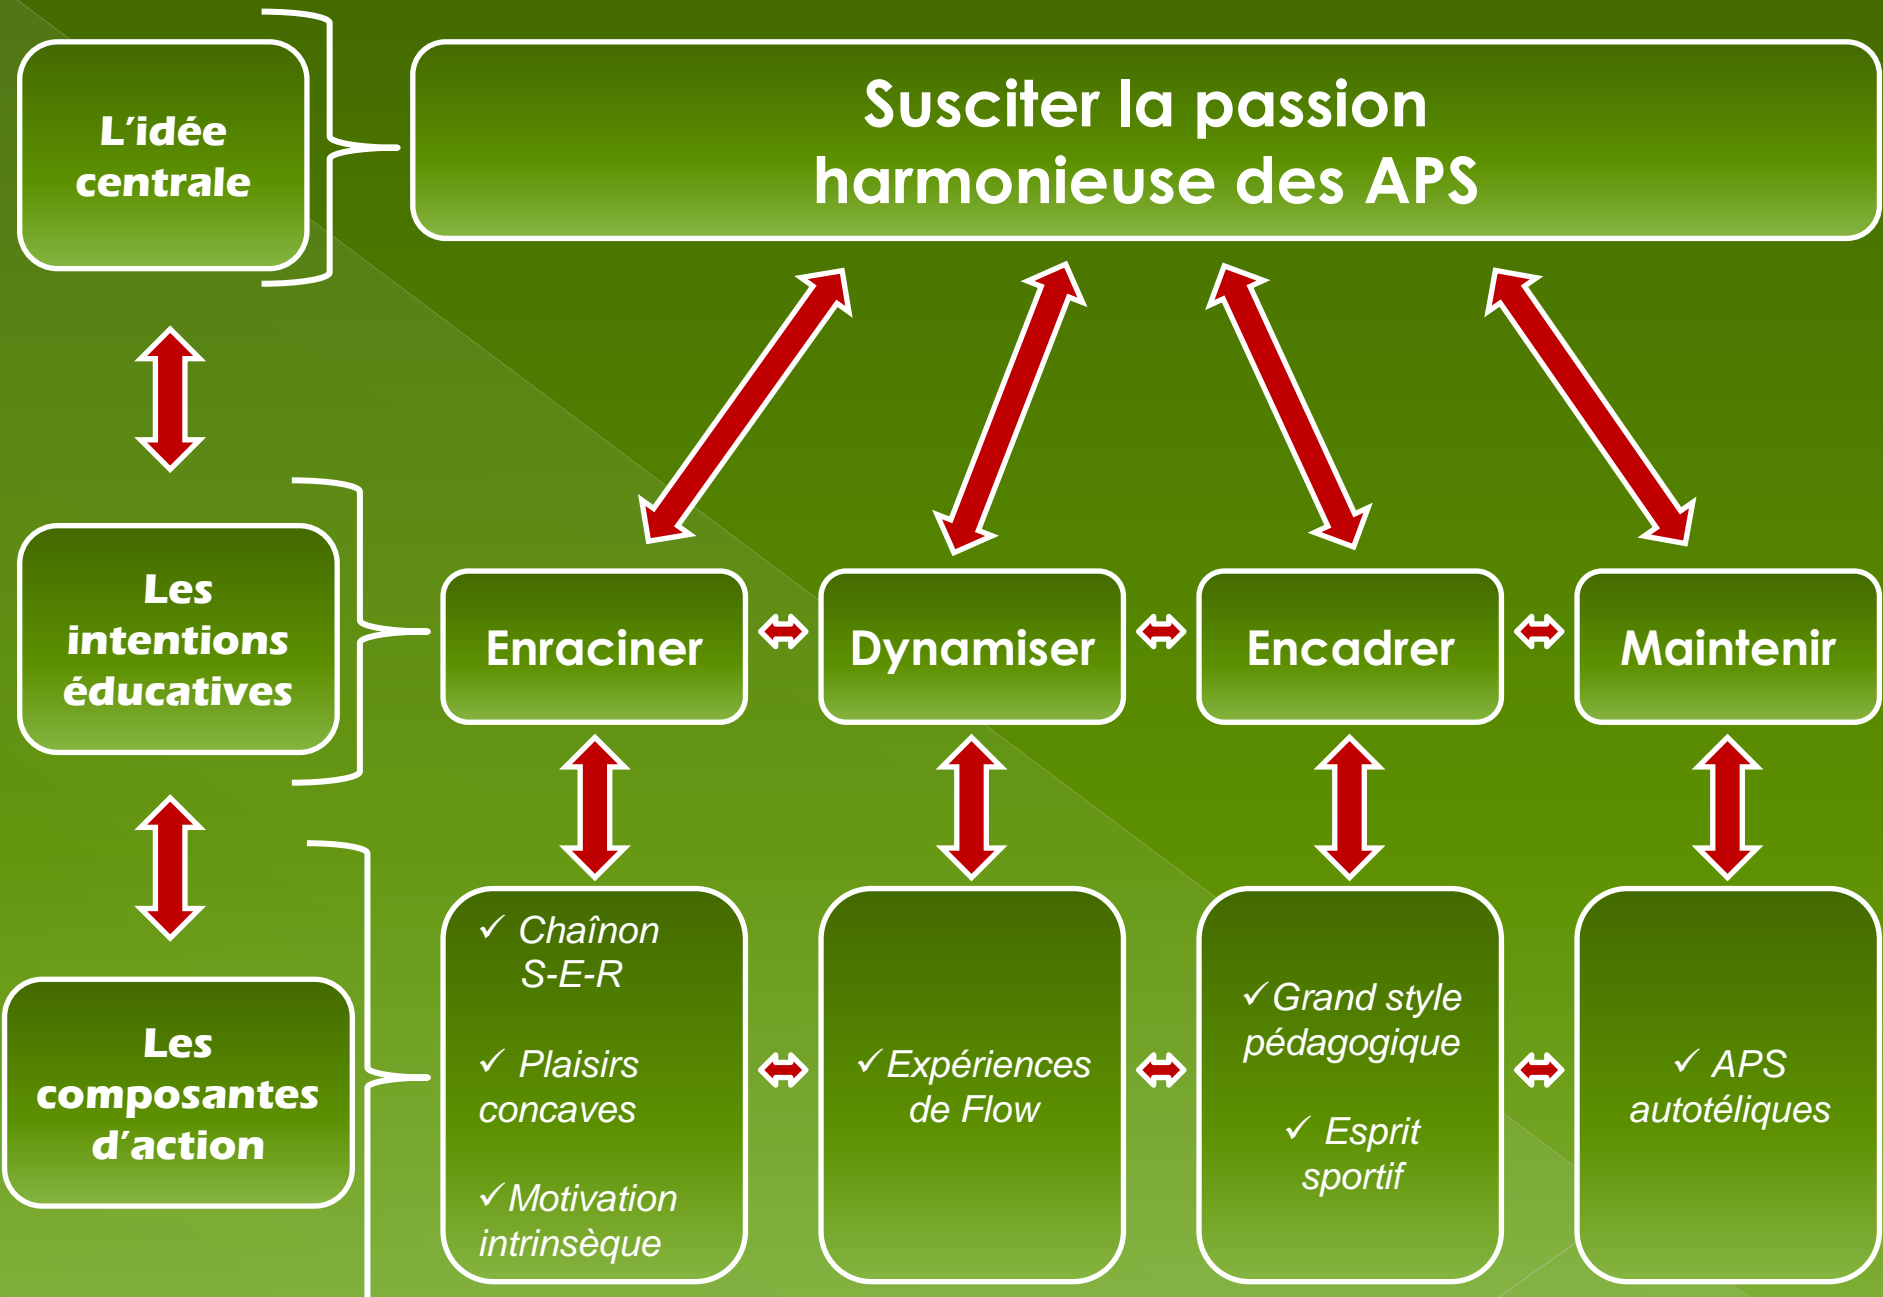 L'idée
centrale
Susciter la passion
harmonieuse des APS
Les
intentions
éducatives
Enraciner
Dynamiser
Encadrer
Maintenir
Les
composantes
d'action
✓ Chaînon
S-E-R
✓ Plaisirs
concaves
✓Motivation
intrinsèque
✓Expériences
de Flow
✓Grand style
pédagogique
✓ Esprit
sportif
✓ APS
autotéliques